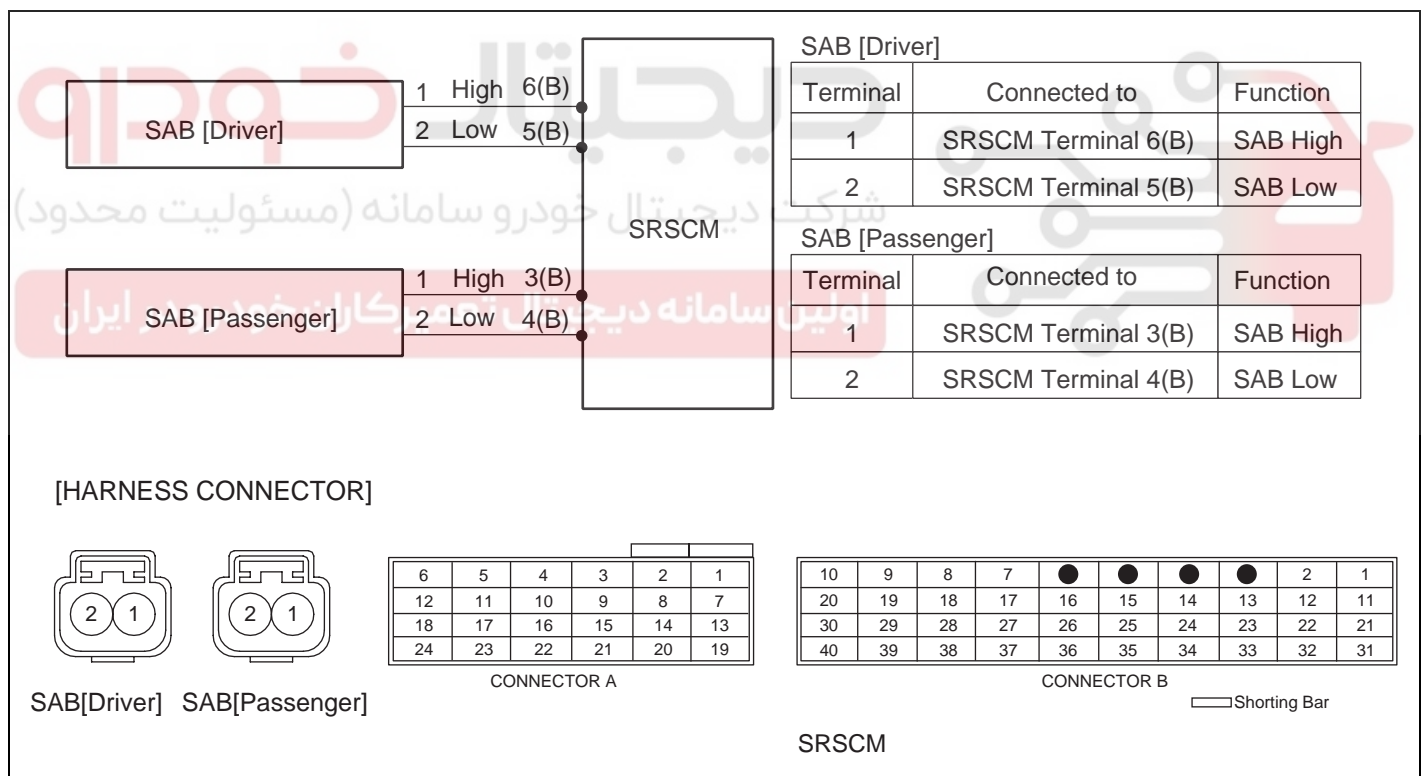 دیجیتال خودرو
شرکت دیجیتال خودرو سامانه (مسئولیت محدود)
اولین سامانه دیجیتال تعمیرکاران خودرو در ایران
SAB [Driver]
1 High 6(B)
2 Low 5(B)
SAB [Passenger]
1 High 3(B)
2 Low 4(B)
SRSCM
SAB [Driver]
Terminal Connected to Function
1 SRSCM Terminal 6(B) SAB High
2 SRSCM Terminal 5(B) SAB Low
SAB [Passenger]
Terminal Connected to Function
1 SRSCM Terminal 3(B) SAB High
2 SRSCM Terminal 4(B) SAB Low
[HARNESS CONNECTOR]
2 1
SAB[Driver]
2 1
SAB[Passenger]
6 5 4 3 2 1
12 11 10 9 8 7
18 17 16 15 14 13
24 23 22 21 20 19
CONNECTOR A
10 9 8 7 2 1
20 19 18 17 16 15 14 13 12 11
30 29 28 27 26 25 24 23 22 21
40 39 38 37 36 35 34 33 32 31
CONNECTOR B
Shorting Bar
SRSCM